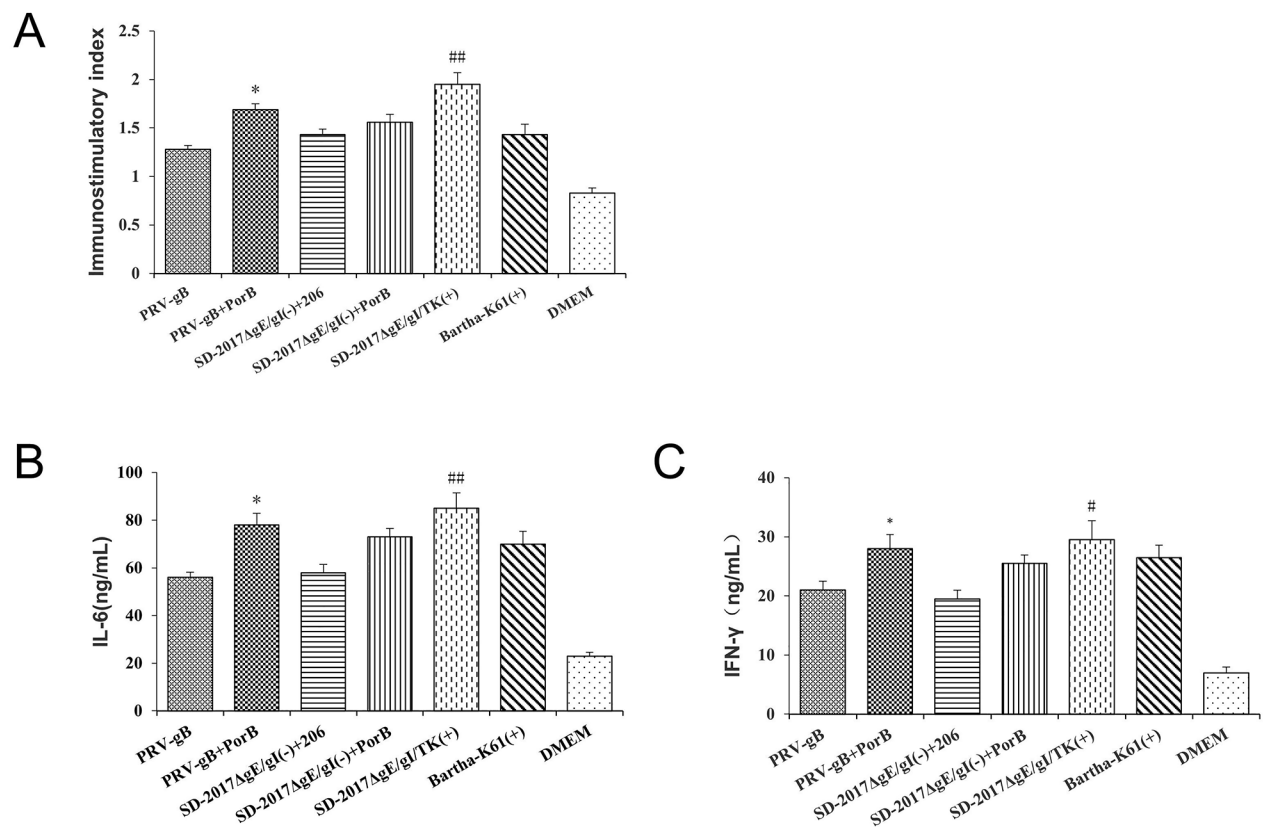 A
Immunostimulatory index
2.5
2
1.5
1
0.5
0
*
##
PRV-gB
PRV-gB+PorB
SD-2017ΔgE/gI(-)+206
SD-2017ΔgE/gI(-)+PorB
SD-2017ΔgE/gI/TK(+)
Bartha-K61(+)
DMEM
B
IL-6(ng/mL)
100
80
60
40
20
0
*
##
PRV-gB
PRV-gB+PorB
SD-2017ΔgE/gI(-)+206
SD-2017ΔgE/gI(-)+PorB
SD-2017ΔgE/gI/TK(+)
Bartha-K61(+)
DMEM
C
IFN-γ（ng/mL）
40
30
20
10
0
*
#
PRV-gB
PRV-gB+PorB
SD-2017ΔgE/gI(-)+206
SD-2017ΔgE/gI(-)+PorB
SD-2017ΔgE/gI/TK(+)
Bartha-K61(+)
DMEM